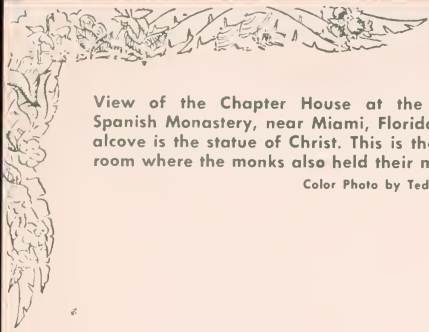 View of the Chapter House at the
Spanish Monastery, near Miami, Florida
alcove is the statue of Christ. This is the
room where the monks also held their
Color Photo by Ted